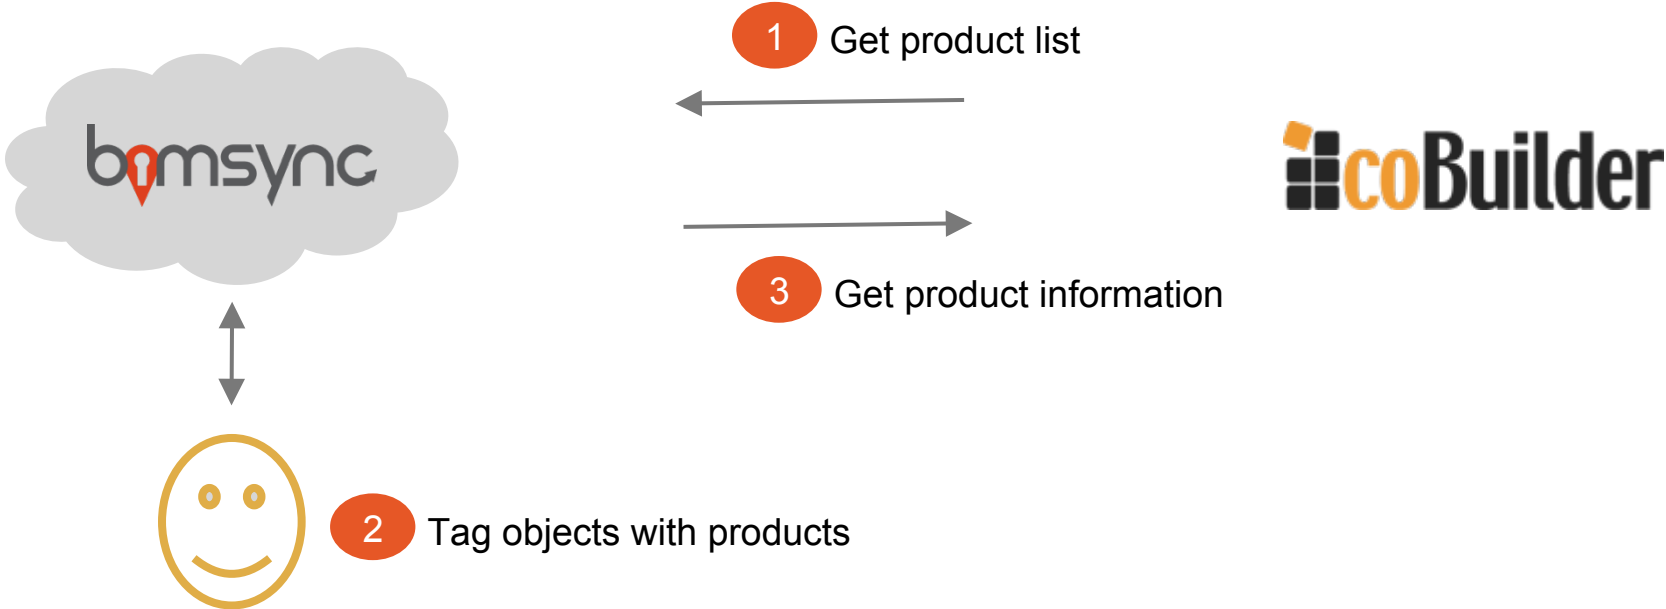 1 Get product list
bimsync
coBuilder
3 Get product information
2 Tag objects with products